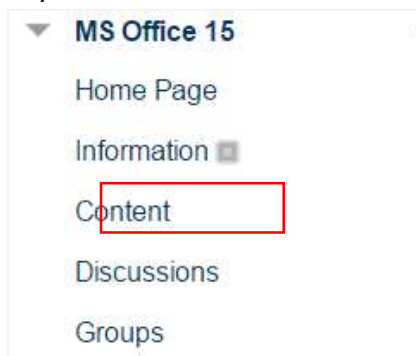 MS Office 15
Home Page
Information
Content
Discussions
Groups